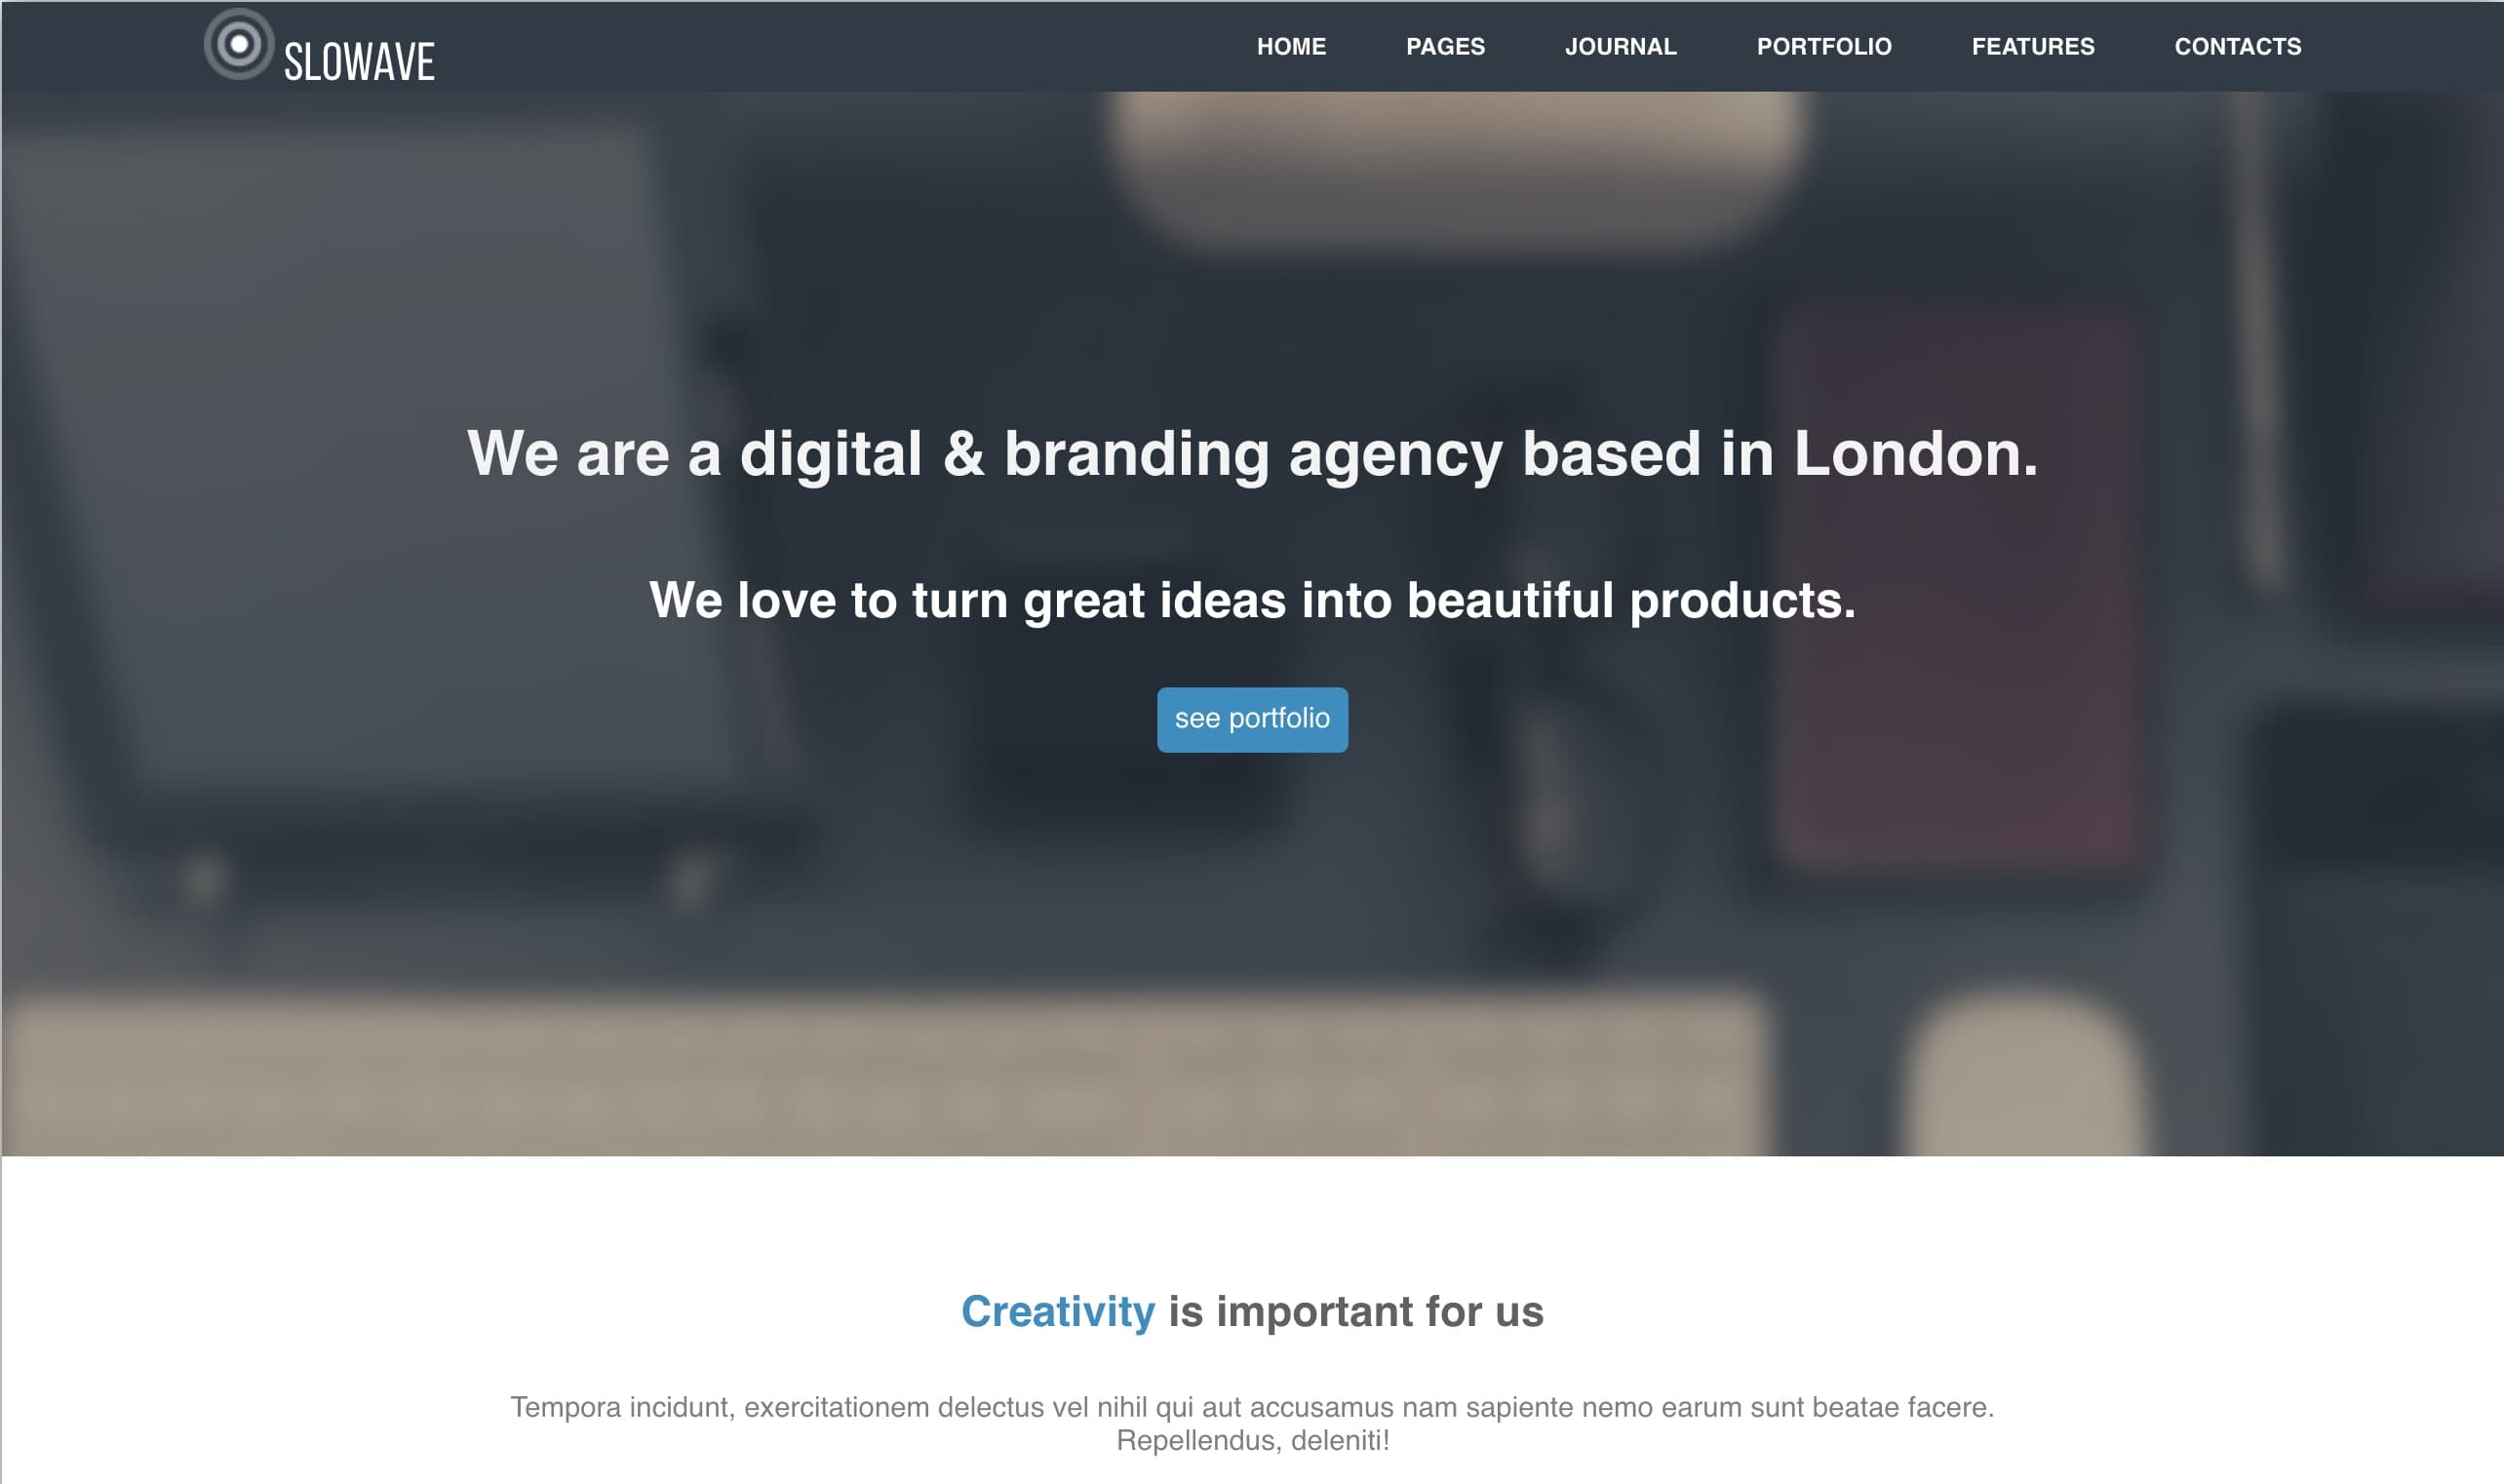 SLOWAVE
HOME PAGES JOURNAL PORTFOLIO FEATURES CONTACTS
We are a digital & branding agency based in London.
We love to turn great ideas into beautiful products.
see portfolio
Creativity is important for us
Tempora incidunt, exercitationem delectus vel nihil qui aut accusamus nam sapiente nemo earum sunt beatae facere.
Repellendus, deleniti!